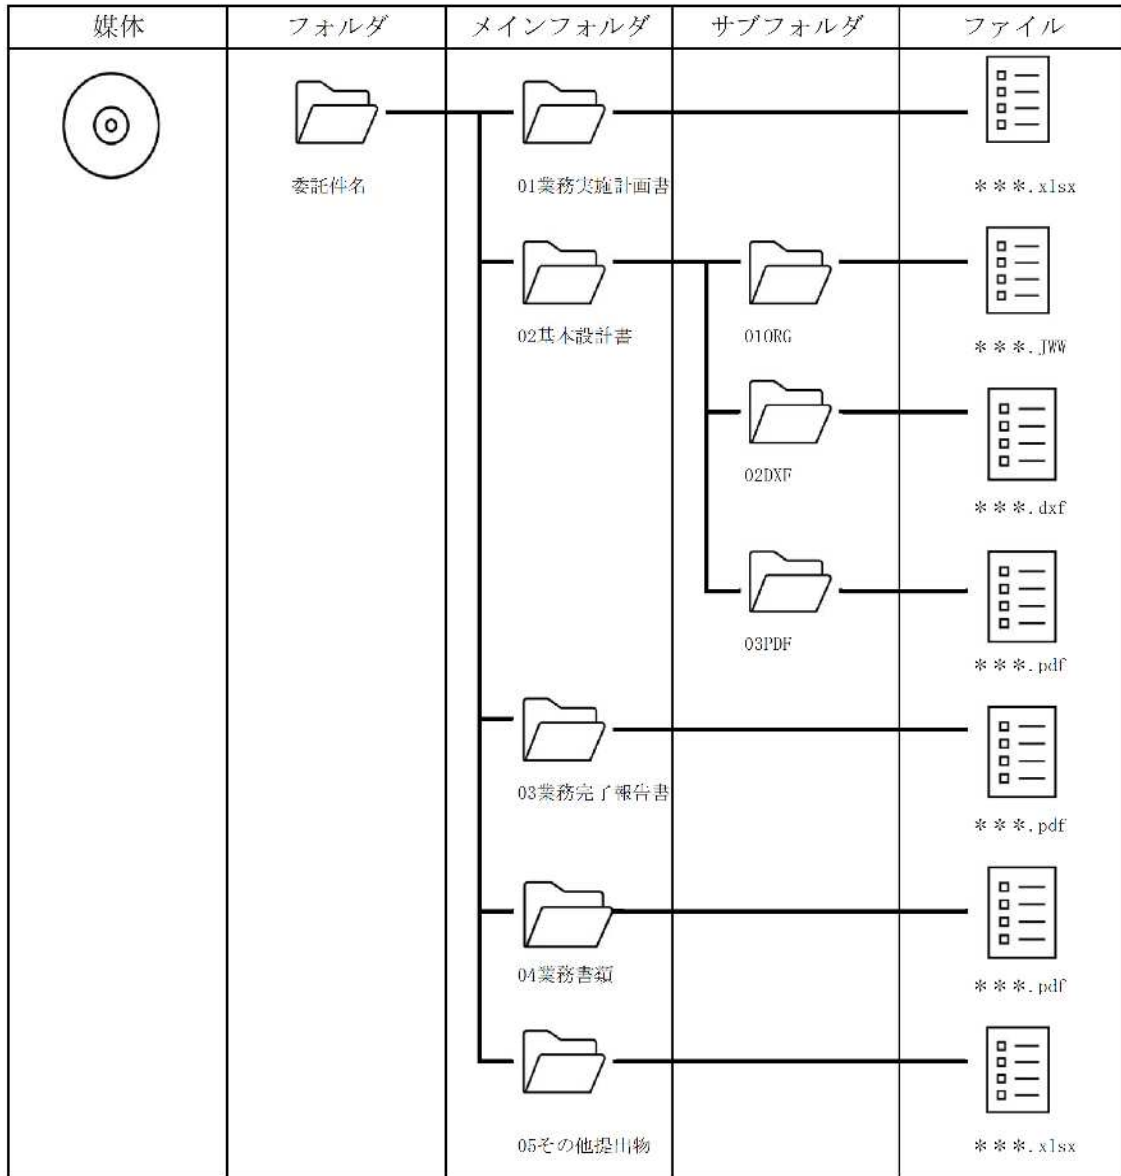 媒体 フォルダ メインフォルダ サブフォルダ ファイル
委託件名 01業務実施計画書 ＊＊＊.xlsx
02基本設計書 01ORG ＊＊＊.JWW
02DXF ＊＊＊.dxf
03PDF ＊＊＊.pdf
03業務完了報告書 ＊＊＊.pdf
04業務書類 ＊＊＊.pdf
05その他提出物 ＊＊＊.xlsx